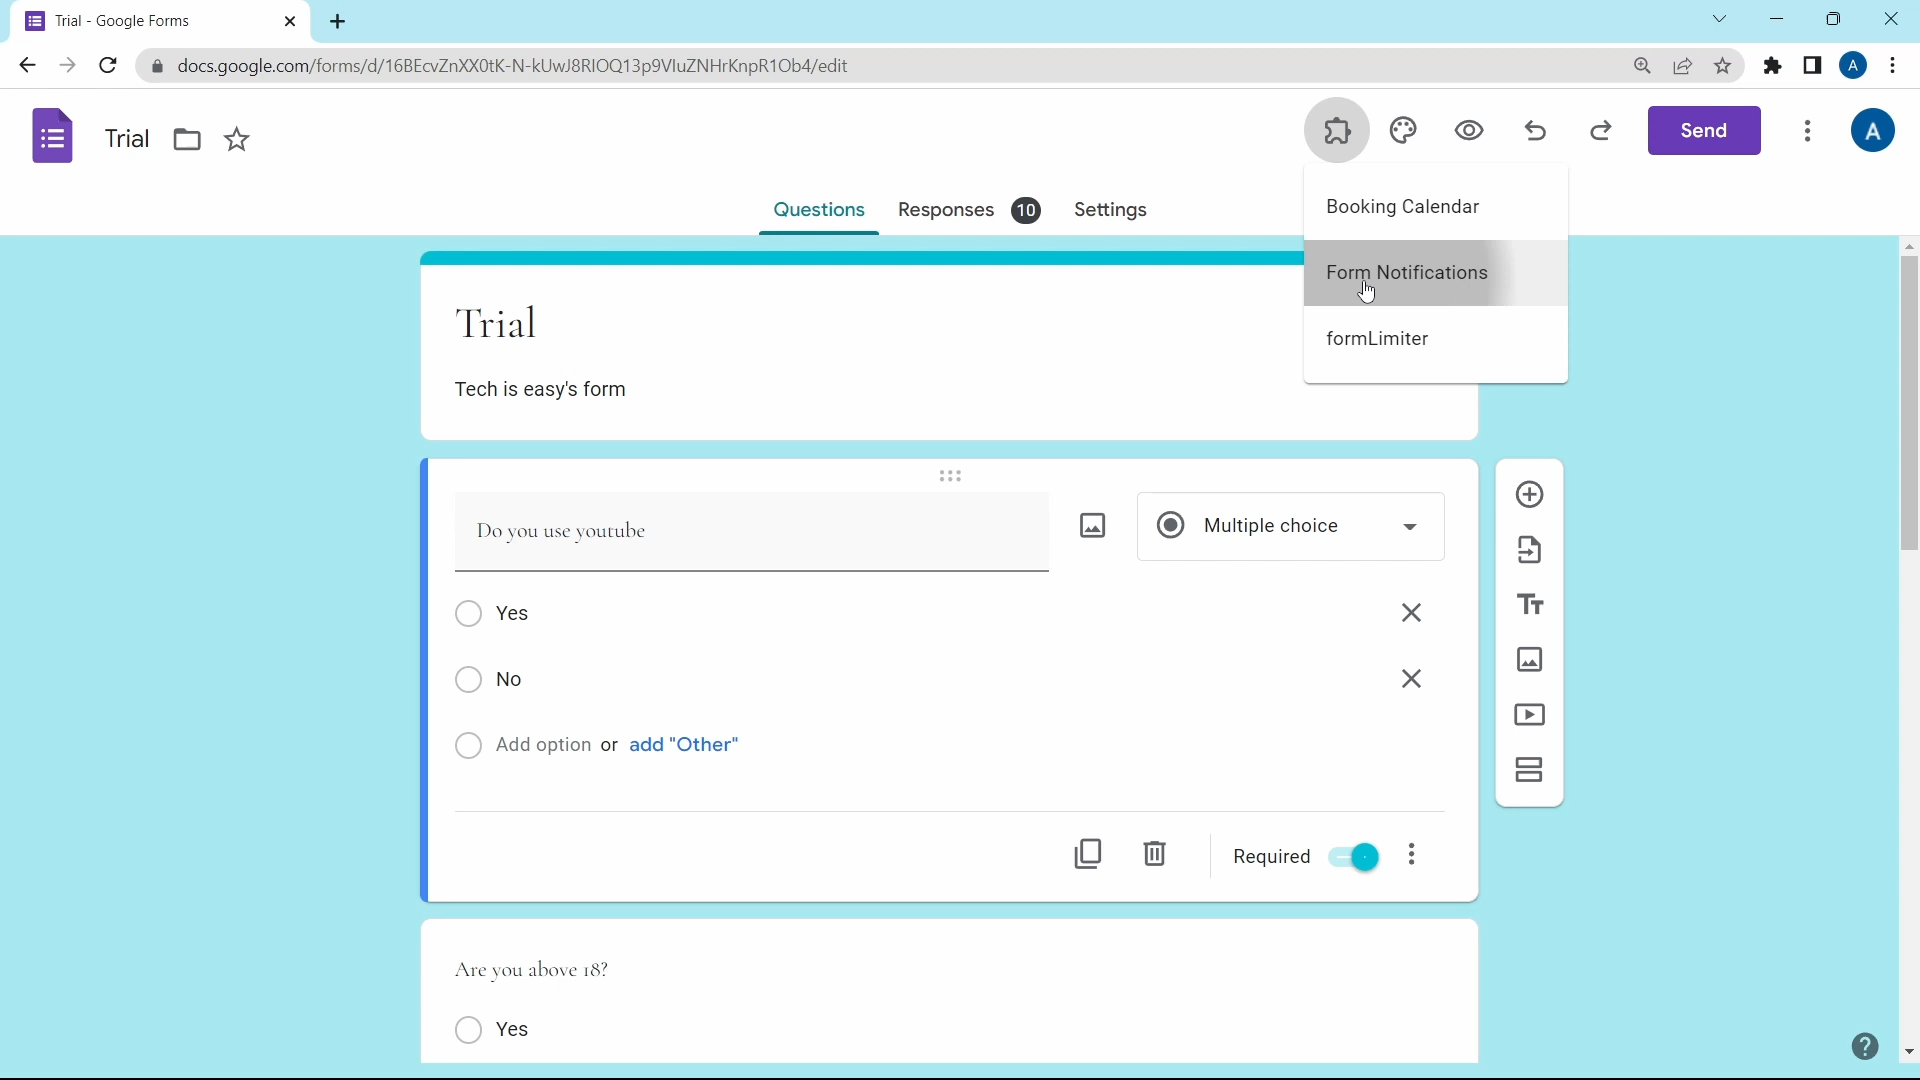 Trial - Google Forms
docs.google.com/forms/d/16BEcvZnXX0tK-N-kUwJ8RIOQ13p9VIuZNHrKnpR1Ob4/edit
A
Trial
Send
A
Questions
Responses 10
Settings
Booking Calendar
Form Notifications
formLimiter
Trial
Tech is easy's form
Do you use youtube
Multiple choice
Yes
No
Add option or add "Other"
Required
Are you above 18?
Yes